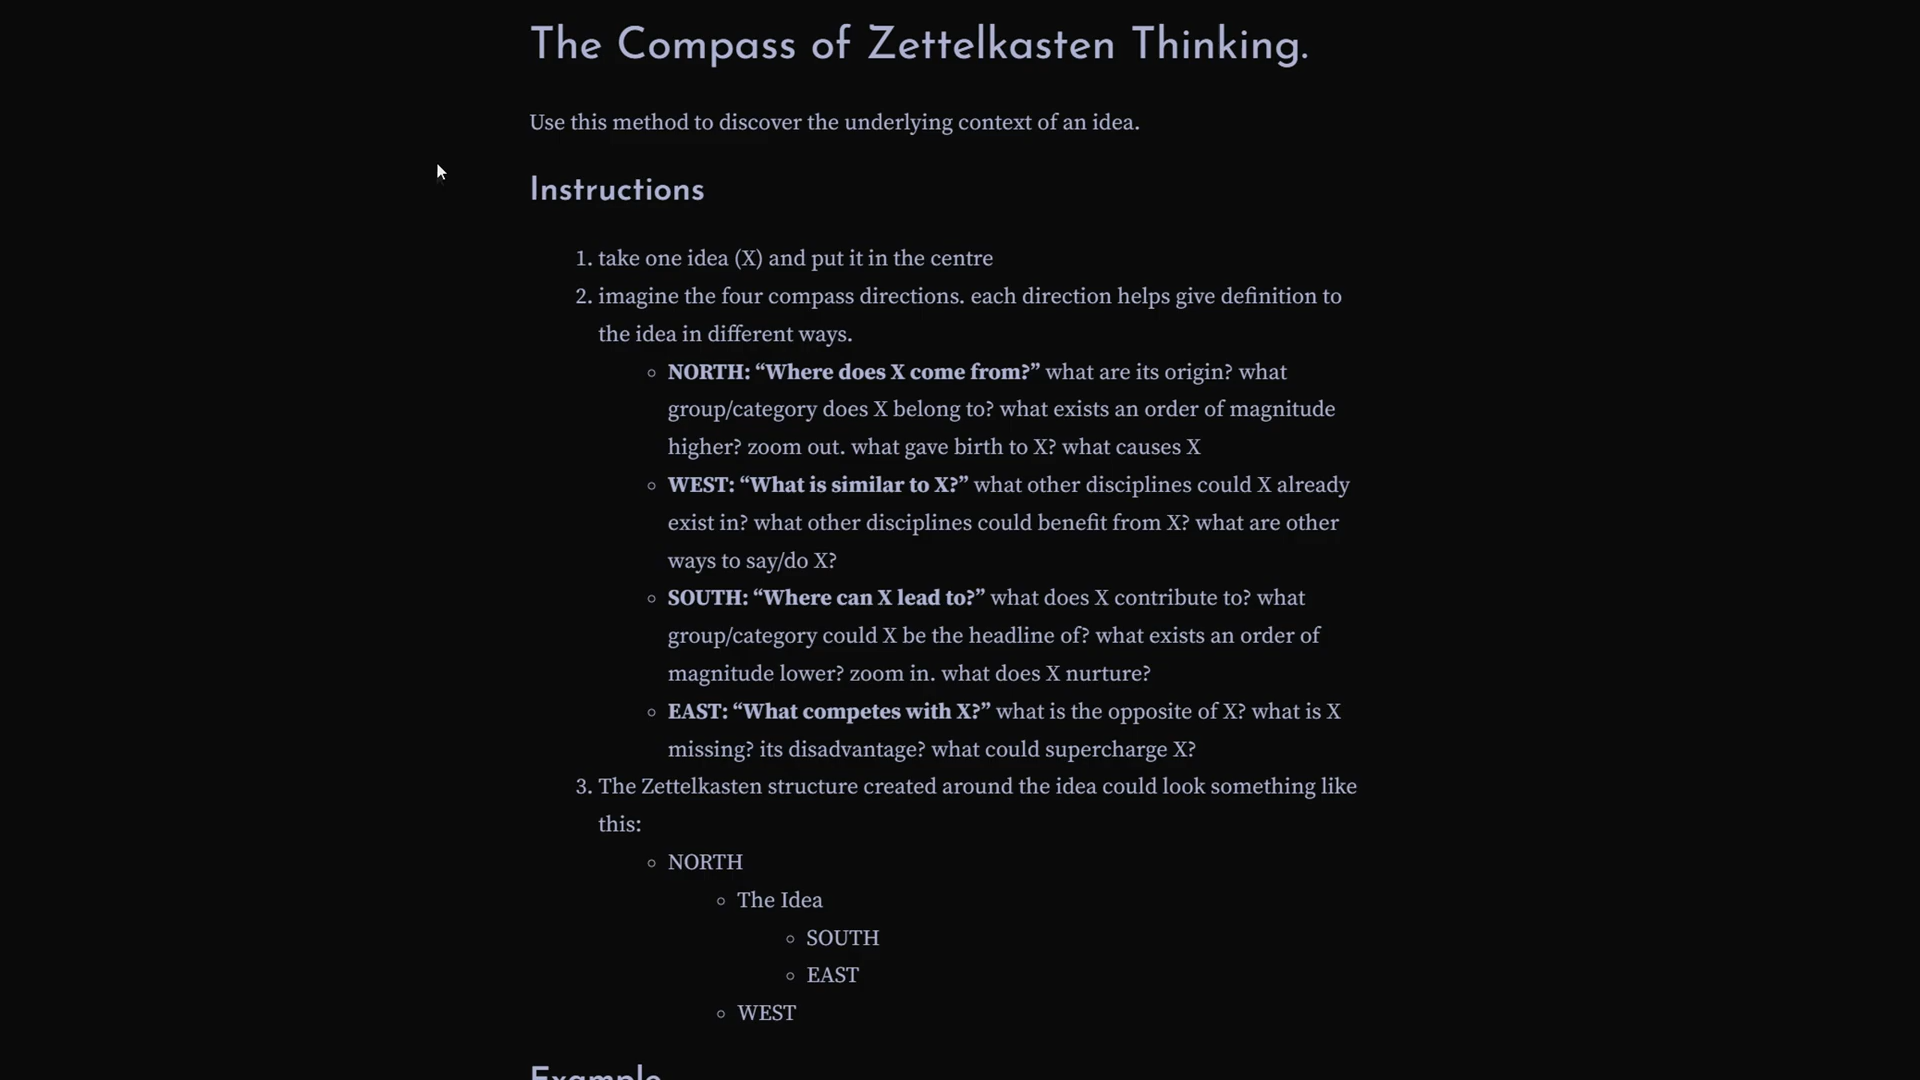 The Compass of Zettelkasten Thinking.
Use this method to discover the underlying context of an idea.
Instructions
1. take one idea (X) and put it in the centre
2. imagine the four compass directions. each direction helps give definition to
the idea in different ways.
◦ NORTH: “Where does X come from?” what are its origin? what
group/category does X belong to? what exists an order of magnitude
higher? zoom out. what gave birth to X? what causes X
◦ WEST: “What is similar to X?” what other disciplines could X already
exist in? what other disciplines could benefit from X? what are other
ways to say/do X?
◦ SOUTH: “Where can X lead to?” what does X contribute to? what
group/category could X be the headline of? what exists an order of
magnitude lower? zoom in. what does X nurture?
◦ EAST: “What competes with X?” what is the opposite of X? what is X
missing? its disadvantage? what could supercharge X?
3. The Zettelkasten structure created around the idea could look something like
this:
◦ NORTH
◦ The Idea
◦ SOUTH
◦ EAST
◦ WEST
Example